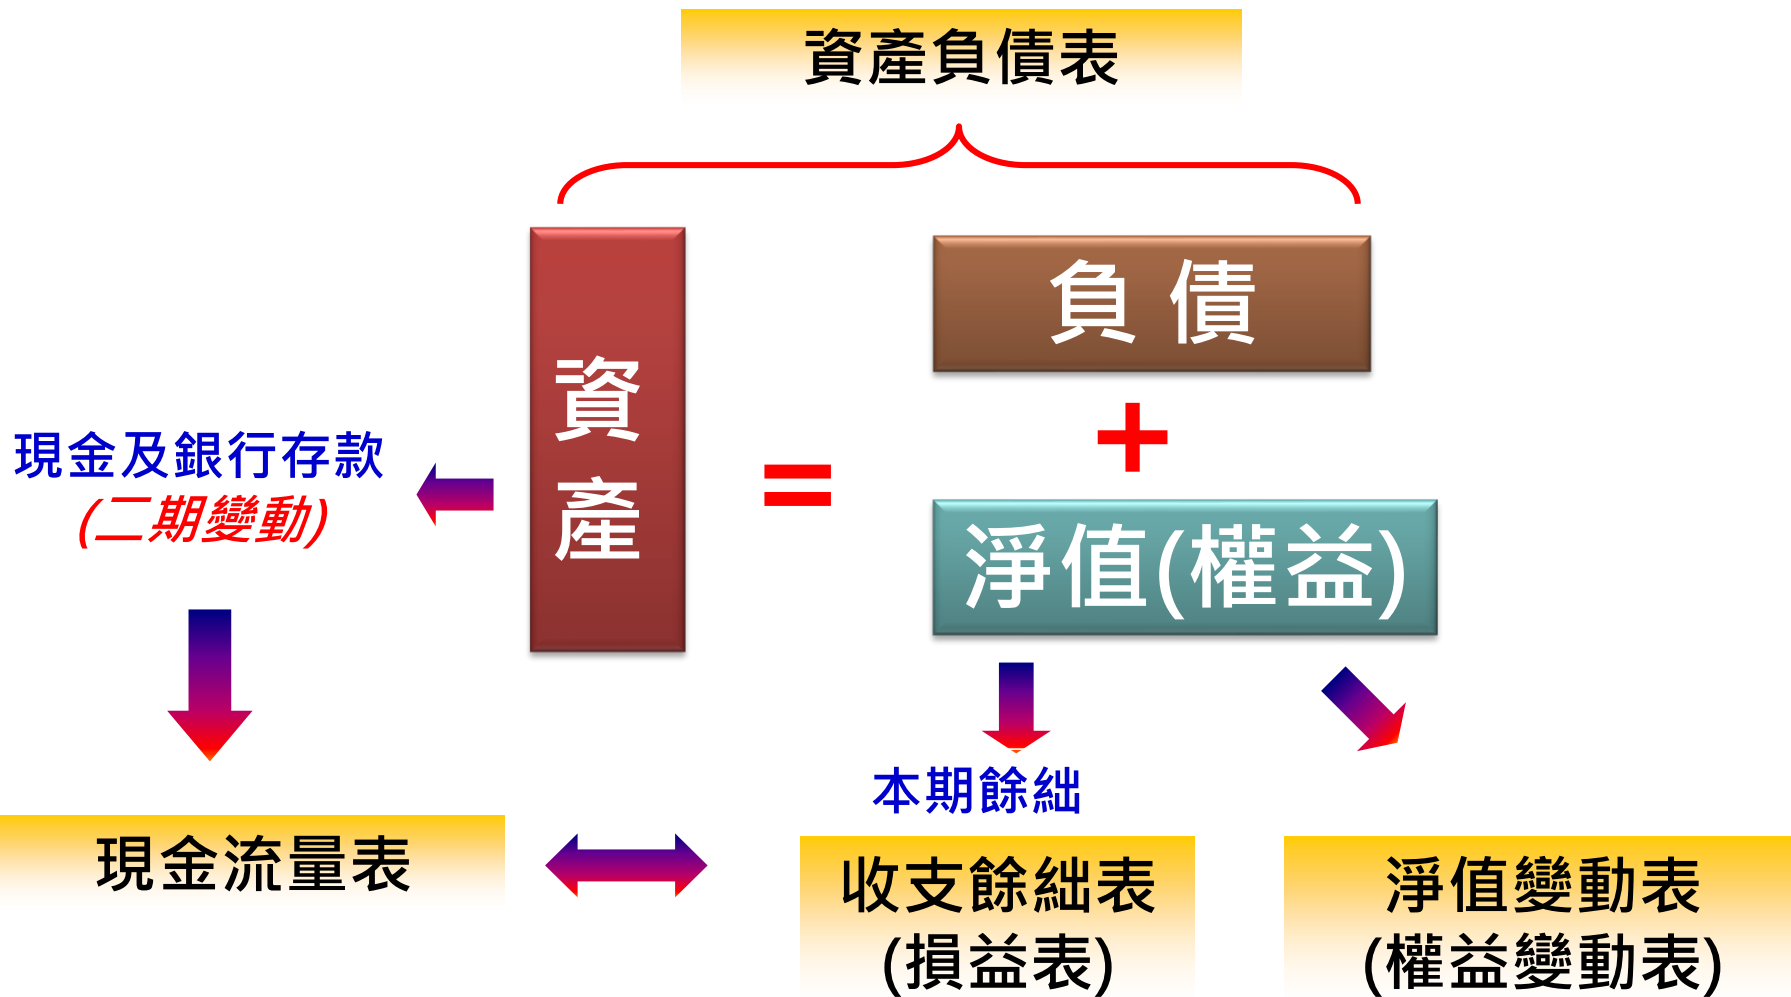 資產負債表
資
產
=
負 債
+
淨值(權益)
現金及銀行存款
(二期變動)
本期餘絀
現金流量表
收支餘絀表
(損益表)
淨值變動表
(權益變動表)